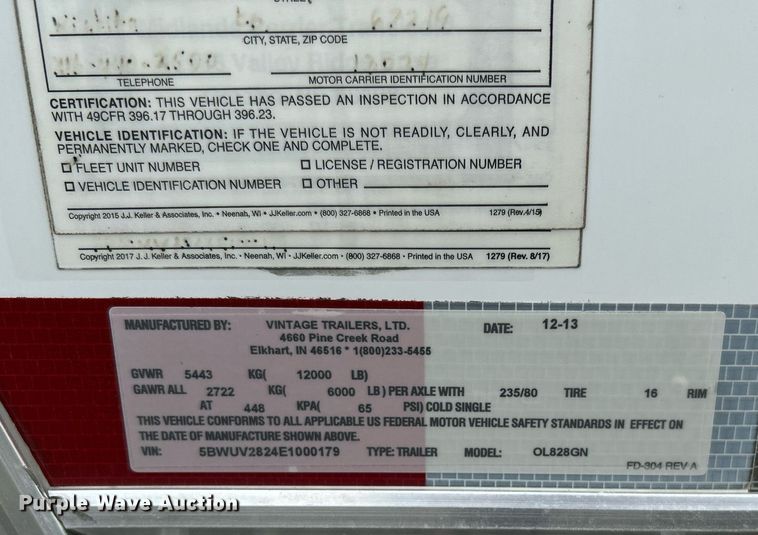 CITY, STATE, ZIP CODE
TELEPHONE MOTOR CARRIER IDENTIFICATION NUMBER
CERTIFICATION: THIS VEHICLE HAS PASSED AN INSPECTION IN ACCORDANCE
WITH 49CFR 396.17 THROUGH 396.23.
VEHICLE IDENTIFICATION: IF THE VEHICLE IS NOT READILY, CLEARLY, AND
PERMANENTLY MARKED, CHECK ONE AND COMPLETE.
FLEET UNIT NUMBER LICENSE / REGISTRATION NUMBER
VEHICLE IDENTIFICATION NUMBER OTHER
Copyright 2015 J.J. Keller & Associates, Inc. • Neenah, WI • JJKeller.com • (800) 327-6868 • Printed in the USA 1279 (Rev.4/15)
Copyright 2017 J. J. Keller & Associates, Inc. • Neenah, WI • JJKeller.com • (800) 327-6868 • Printed in the USA 1279 (Rev. 8/17)
MANUFACTURED BY: VINTAGE TRAILERS, LTD. DATE: 12-13
4660 Pine Creek Road
Elkhart, IN 46516 * 1(800)233-5455
GVWR 5443 KG( 12000 LB)
GAWR ALL 2722 KG( 6000 LB ) PER AXLE WITH 235/80 TIRE 16 RIM
AT 448 KPA( 65 PSI) COLD SINGLE
THIS VEHICLE CONFORMS TO ALL APPLICABLE US FEDERAL MOTOR VEHICLE SAFETY STANDARDS IN EFFECT ON
THE DATE OF MANUFACTURE SHOWN ABOVE.
VIN: 5BWUV2824E1000179 TYPE: TRAILER MODEL: OL828GN
FD-304 REV A
Purple Wave Auction